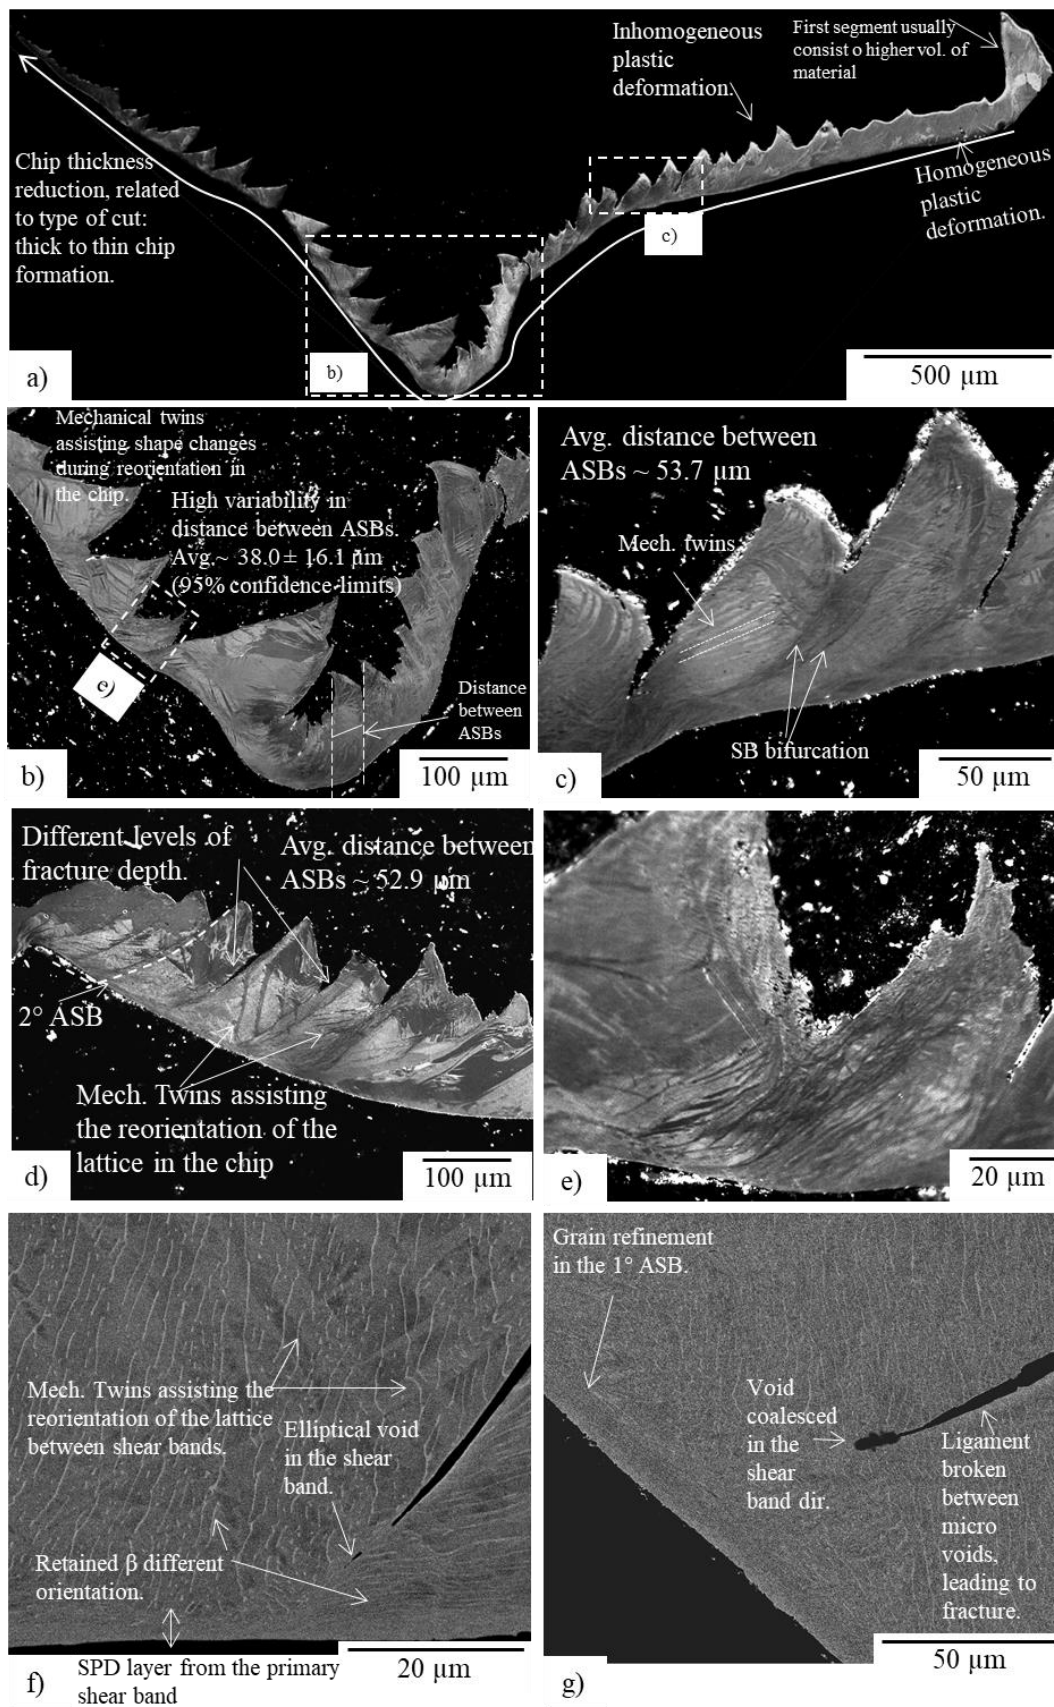 Inhomogeneous
plastic
deformation.
First segment usually
consist o higher vol. of
material
Chip thickness
reduction, related
to type of cut:
thick to thin chip
formation.
Homogeneous
plastic
deformation.
c)
b)
a)
500 µm
Mechanical twins
assisting shape changes
during reorientation in
the chip.
High variability in
distance between ASBs.
Avg.~ 38.0 ± 16.1 µm
(95% confidence limits)
e)
Distance
between
ASBs
b)
100 µm
Avg. distance between
ASBs ~ 53.7 µm
Mech. twins
SB bifurcation
c)
50 µm
Different levels of
fracture depth.
Avg. distance between
ASBs ~ 52.9 µm
2° ASB
Mech. Twins assisting
the reorientation of the
lattice in the chip
d)
100 µm
e)
20 µm
Mech. Twins assisting the
reorientation of the lattice
between shear bands.
Elliptical void
in the shear
band.
Retained β different
orientation.
f)
SPD layer from the primary
shear band
20 µm
Grain refinement
in the 1° ASB.
Void
coalesced
in the
shear
band dir.
Ligament
broken
between
micro
voids,
leading to
fracture.
g)
50 µm